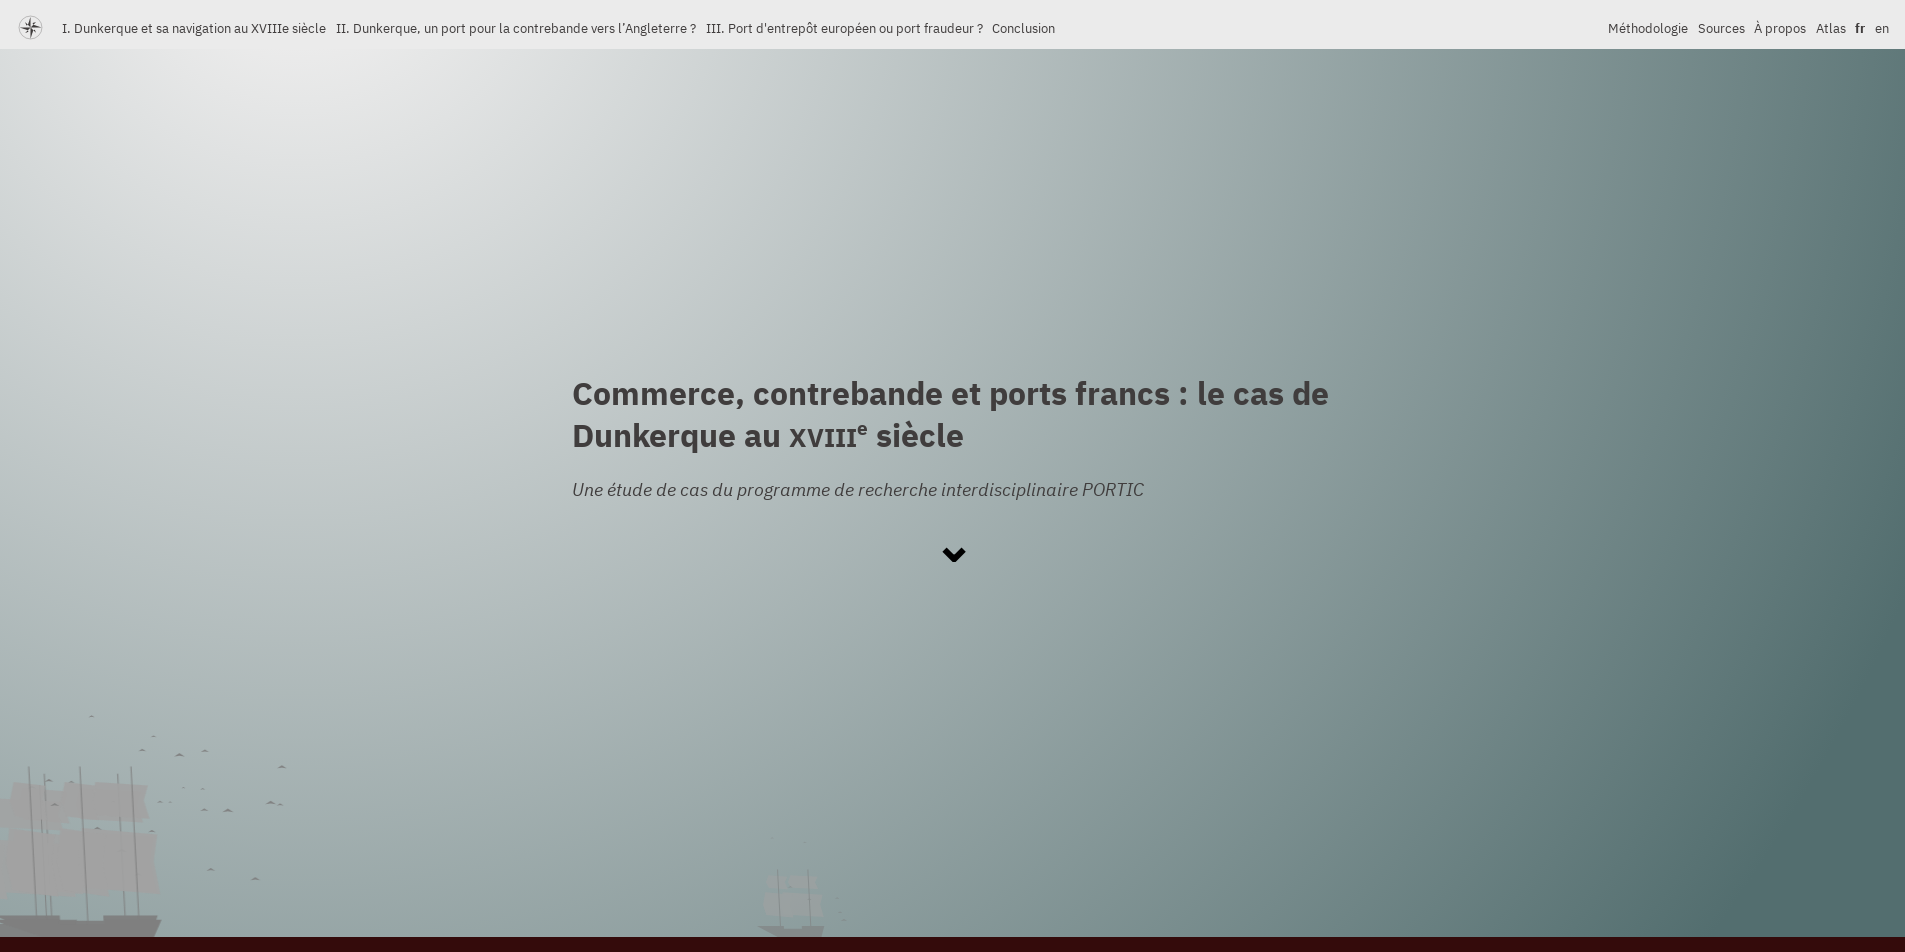 I. Dunkerque et sa navigation au XVIIIe siècle II. Dunkerque, un port pour la contrebande vers l’Angleterre ? III. Port d'entrepôt européen ou port fraudeur ? Conclusion Méthodologie Sources À propos Atlas fr en
Commerce, contrebande et ports francs : le cas de
Dunkerque au XVIIIe siècle
Une étude de cas du programme de recherche interdisciplinaire PORTIC